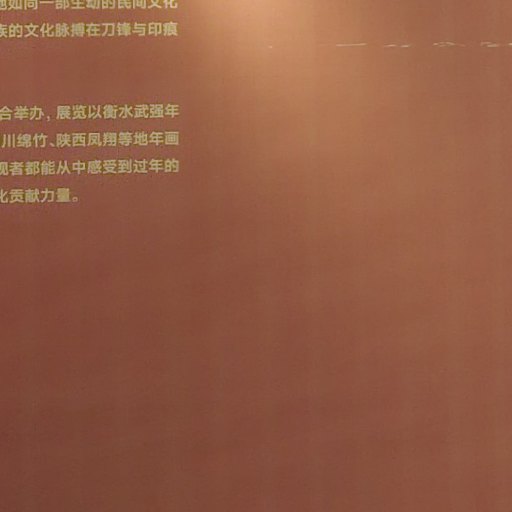 如同一部生动的民间文化
族的文化脉搏在刀锋与印痕
合举办，展览以衡水武强年
川绵竹、陕西凤翔等地年画
观者都能从中感受到过年的
化贡献力量。